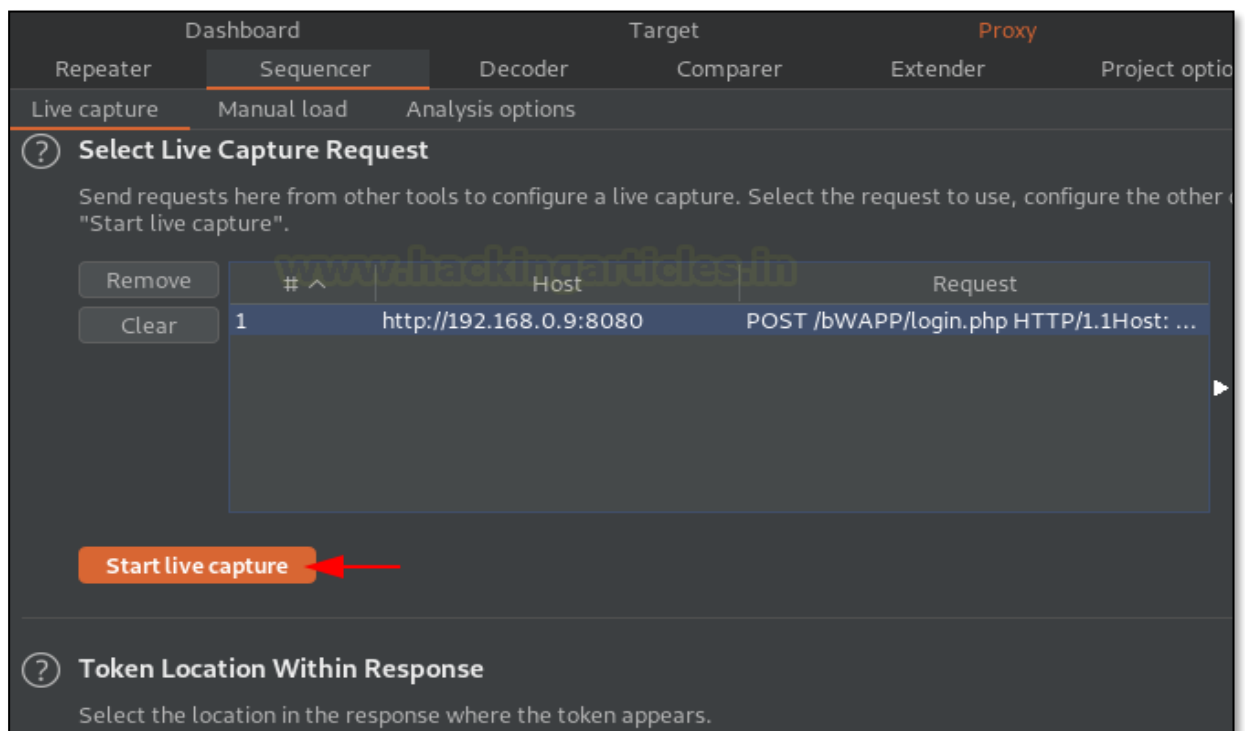 Dashboard Target Proxy
Repeater Sequencer Decoder Comparer Extender Project optio
Live capture Manual load Analysis options
? Select Live Capture Request
Send requests here from other tools to configure a live capture. Select the request to use, configure the other
"Start live capture".
www.hackingarticles.in
Remove # Host Request
Clear 1 http://192.168.0.9:8080 POST /bWAPP/login.php HTTP/1.1Host: ...
Start live capture
? Token Location Within Response
Select the location in the response where the token appears.